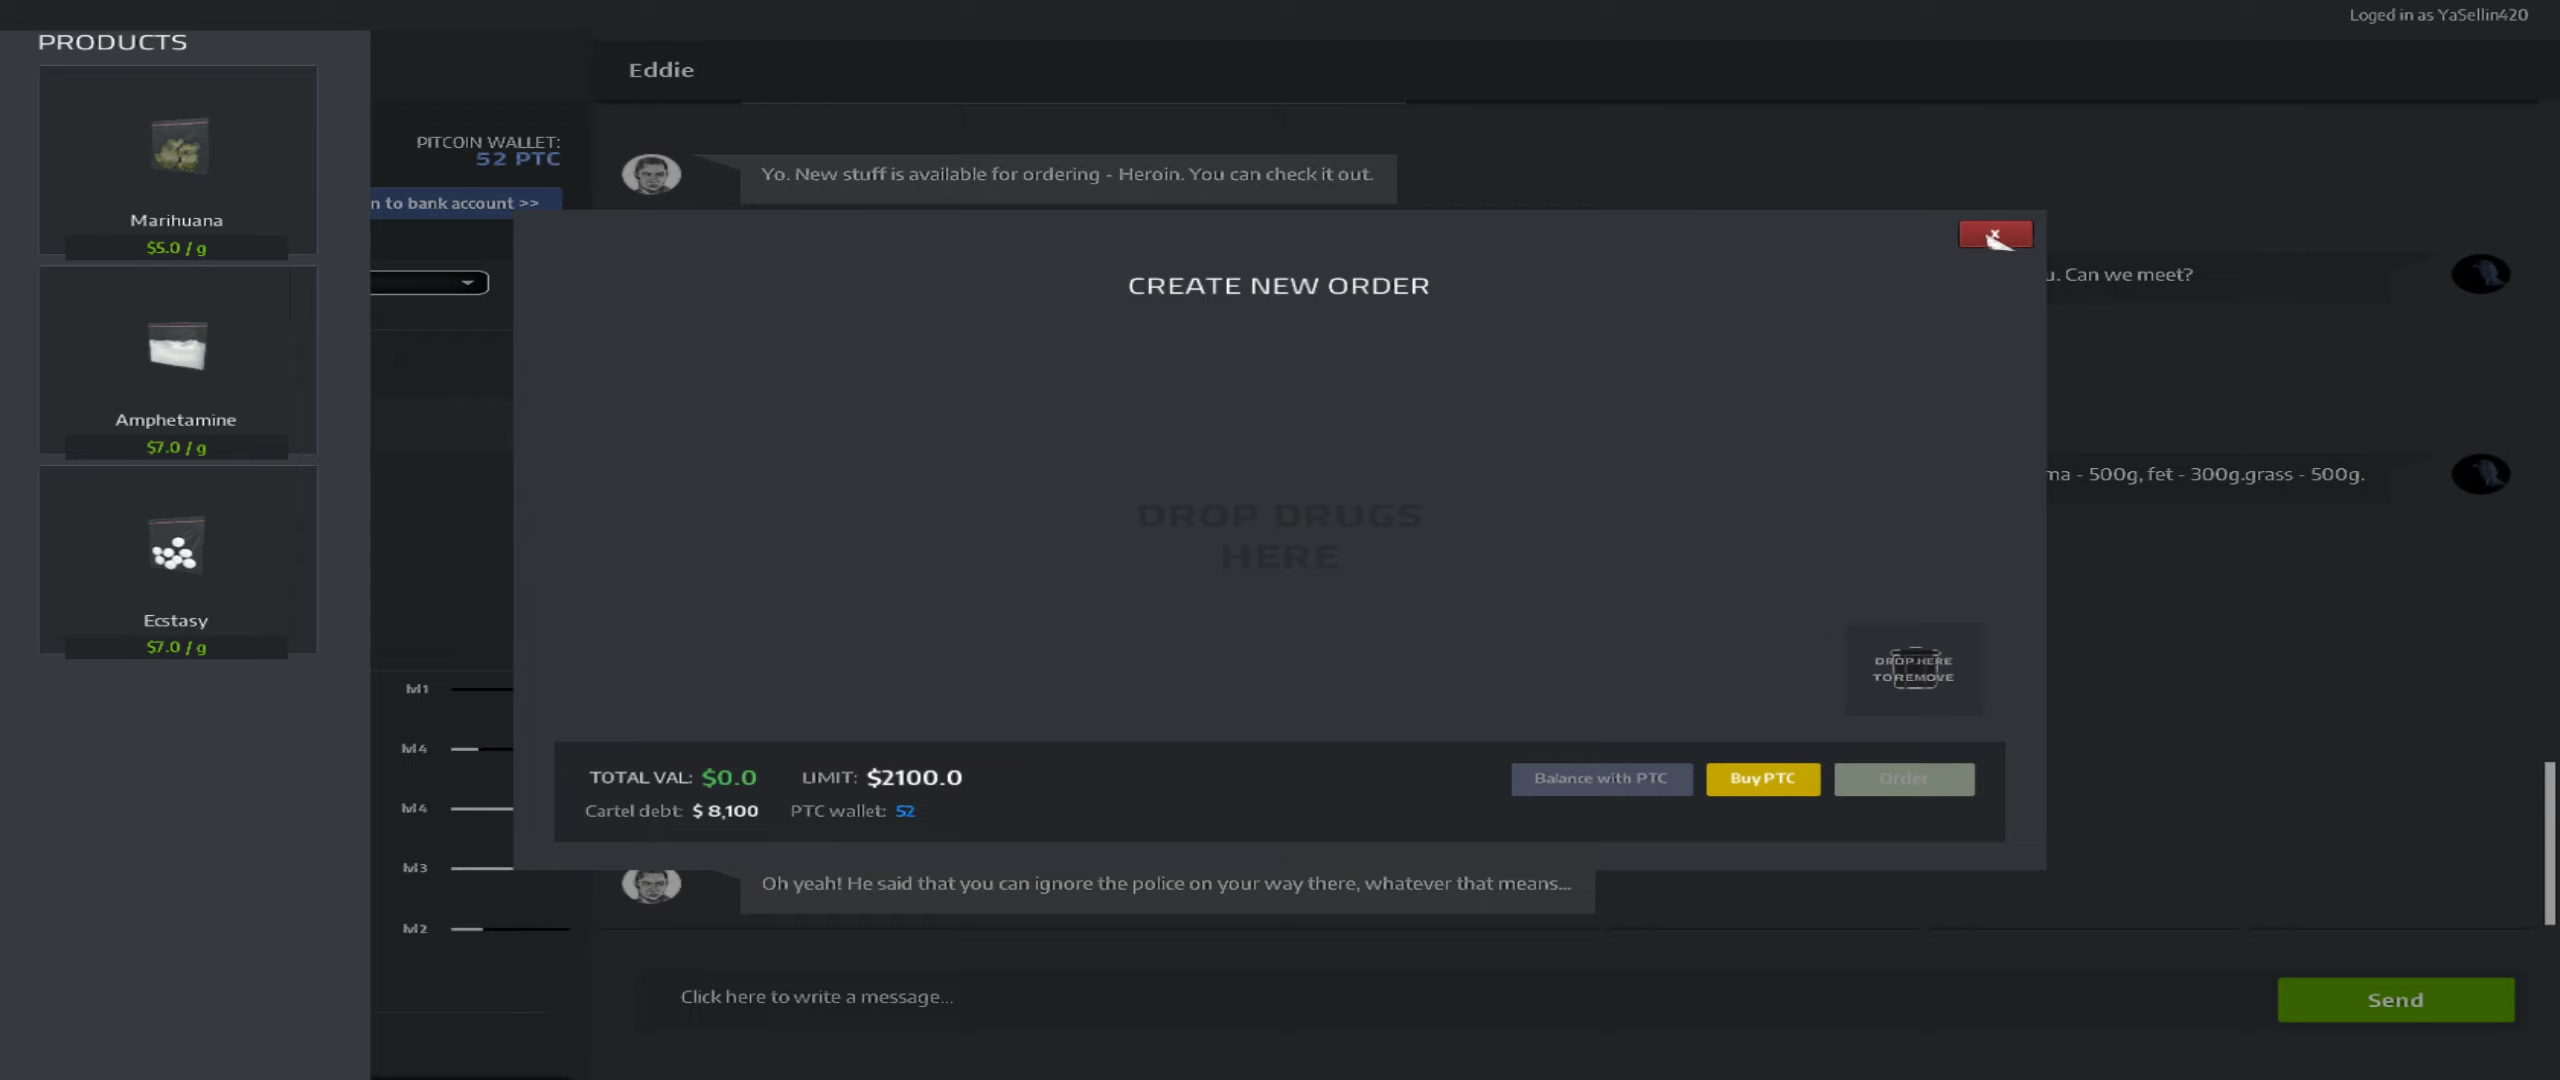 Loged in as YaSellin420
PRODUCTS
Marihuana
$5.0 / g
Amphetamine
$7.0 / g
Ecstasy
$7.0 / g
PITCOIN WALLET:
52 PTC
n to bank account >>
lvl1
lvl4
lvl4
lvl3
lvl2
Eddie
Yo. New stuff is available for ordering - Heroin. You can check it out.
u. Can we meet?
ma - 500g, fet - 300g.grass - 500g.
x
CREATE NEW ORDER
DROP DRUGS
HERE
DROP HERE
TO REMOVE
TOTAL VAL: $0.0 LIMIT: $2100.0
Cartel debt: $ 8,100 PTC wallet: 52
Balance with PTC
Buy PTC
Order
Oh yeah! He said that you can ignore the police on your way there, whatever that means...
Click here to write a message...
Send